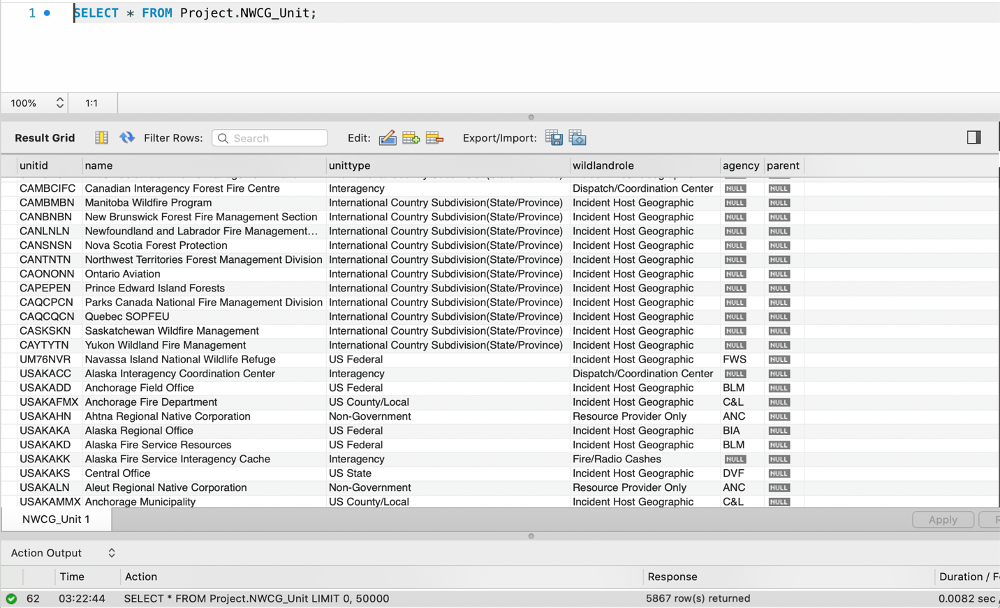 1 SELECT * FROM Project.NWCG_Unit;
100% 1:1
Result Grid Filter Rows: Search Edit: Export/Import:
unitid name unittype wildlandrole agency parent
CAMBCIFC Canadian Interagency Forest Fire Centre Interagency Dispatch/Coordination Center NULL NULL
CAMBMBN Manitoba Wildfire Program International Country Subdivision(State/Province) Incident Host Geographic NULL NULL
CANBNBN New Brunswick Forest Fire Management Section International Country Subdivision(State/Province) Incident Host Geographic NULL NULL
CANLNLN Newfoundland and Labrador Fire Management... International Country Subdivision(State/Province) Incident Host Geographic NULL NULL
CANSNSN Nova Scotia Forest Protection International Country Subdivision(State/Province) Incident Host Geographic NULL NULL
CANTNTN Northwest Territories Forest Management Division International Country Subdivision(State/Province) Incident Host Geographic NULL NULL
CAONONN Ontario Aviation International Country Subdivision(State/Province) Incident Host Geographic NULL NULL
CAPEPEN Prince Edward Island Forests International Country Subdivision(State/Province) Incident Host Geographic NULL NULL
CAQCPCN Parks Canada National Fire Management Division International Country Subdivision(State/Province) Incident Host Geographic NULL NULL
CAQCQCN Quebec SOPFEU International Country Subdivision(State/Province) Incident Host Geographic NULL NULL
CASKSKN Saskatchewan Wildfire Management International Country Subdivision(State/Province) Incident Host Geographic NULL NULL
CAYTYTN Yukon Wildland Fire Management International Country Subdivision(State/Province) Incident Host Geographic NULL NULL
UM76NVR Navassa Island National Wildlife Refuge US Federal Incident Host Geographic FWS NULL
USAKACC Alaska Interagency Coordination Center Interagency Dispatch/Coordination Center NULL NULL
USAKADD Anchorage Field Office US Federal Incident Host Geographic BLM NULL
USAKAFMX Anchorage Fire Department US County/Local Incident Host Geographic C&L NULL
USAKAHN Ahtna Regional Native Corporation Non-Government Resource Provider Only ANC NULL
USAKAKA Alaska Regional Office US Federal Incident Host Geographic BIA NULL
USAKAKD Alaska Fire Service Resources US Federal Incident Host Geographic BLM NULL
USAKAKK Alaska Fire Service Interagency Cache Interagency Fire/Radio Cashes NULL NULL
USAKAKS Central Office US State Incident Host Geographic DVF NULL
USAKALN Aleut Regional Native Corporation Non-Government Resource Provider Only ANC NULL
USAKAMMX Anchorage Municipality US County/Local Incident Host Geographic C&L NULL
NWCG_Unit 1 Apply
Action Output
Time Action Response Duration /
62 03:22:44 SELECT * FROM Project.NWCG_Unit LIMIT 0, 50000 5867 row(s) returned 0.0082 sec